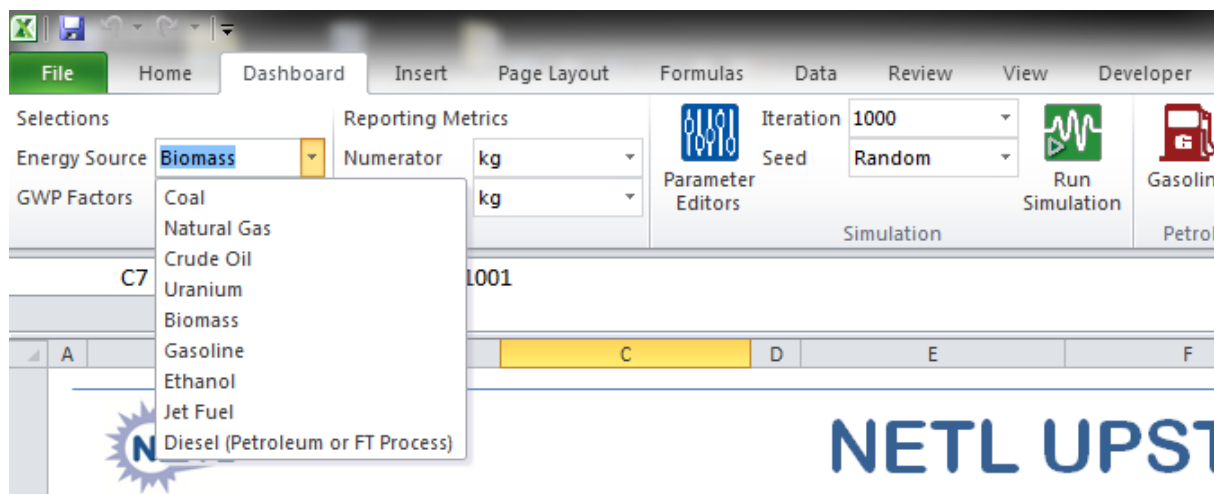 File Home Dashboard Insert Page Layout Formulas Data Review View Developer
Selections Reporting Metrics Iteration 1000
Energy Source Biomass Numerator kg Seed Random
GWP Factors kg Parameter Editors Run Simulation
Simulation
Coal
Natural Gas
Crude Oil
Uranium
Biomass
Gasoline
Ethanol
Jet Fuel
Diesel (Petroleum or FT Process)
C7 1001
A C D E F
G
NETL